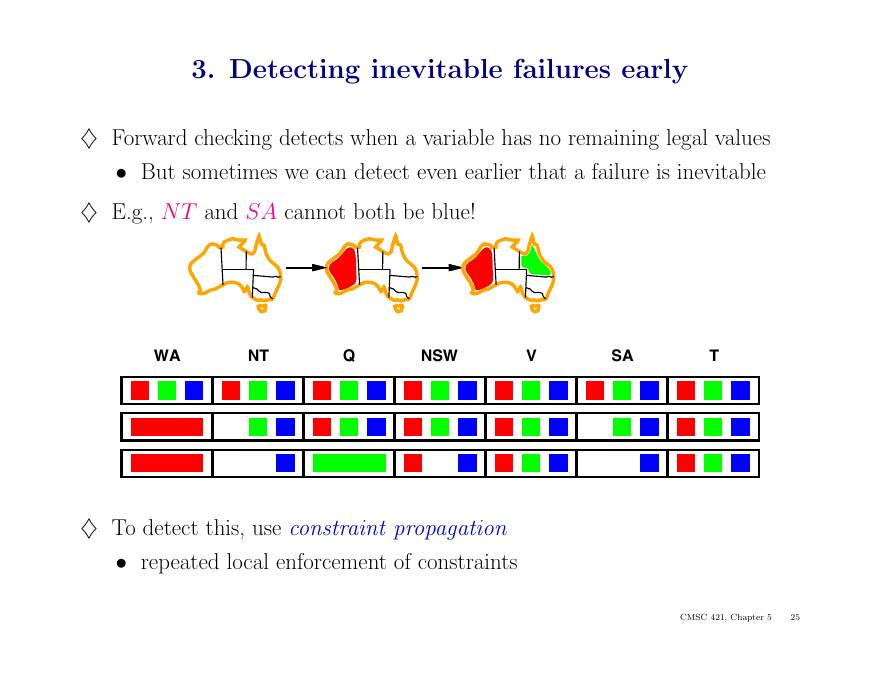 3. Detecting inevitable failures early
♢ Forward checking detects when a variable has no remaining legal values
• But sometimes we can detect even earlier that a failure is inevitable
♢ E.g., NT and SA cannot both be blue!
WA NT Q NSW V SA T
♢ To detect this, use constraint propagation
• repeated local enforcement of constraints
CMSC 421, Chapter 5 25